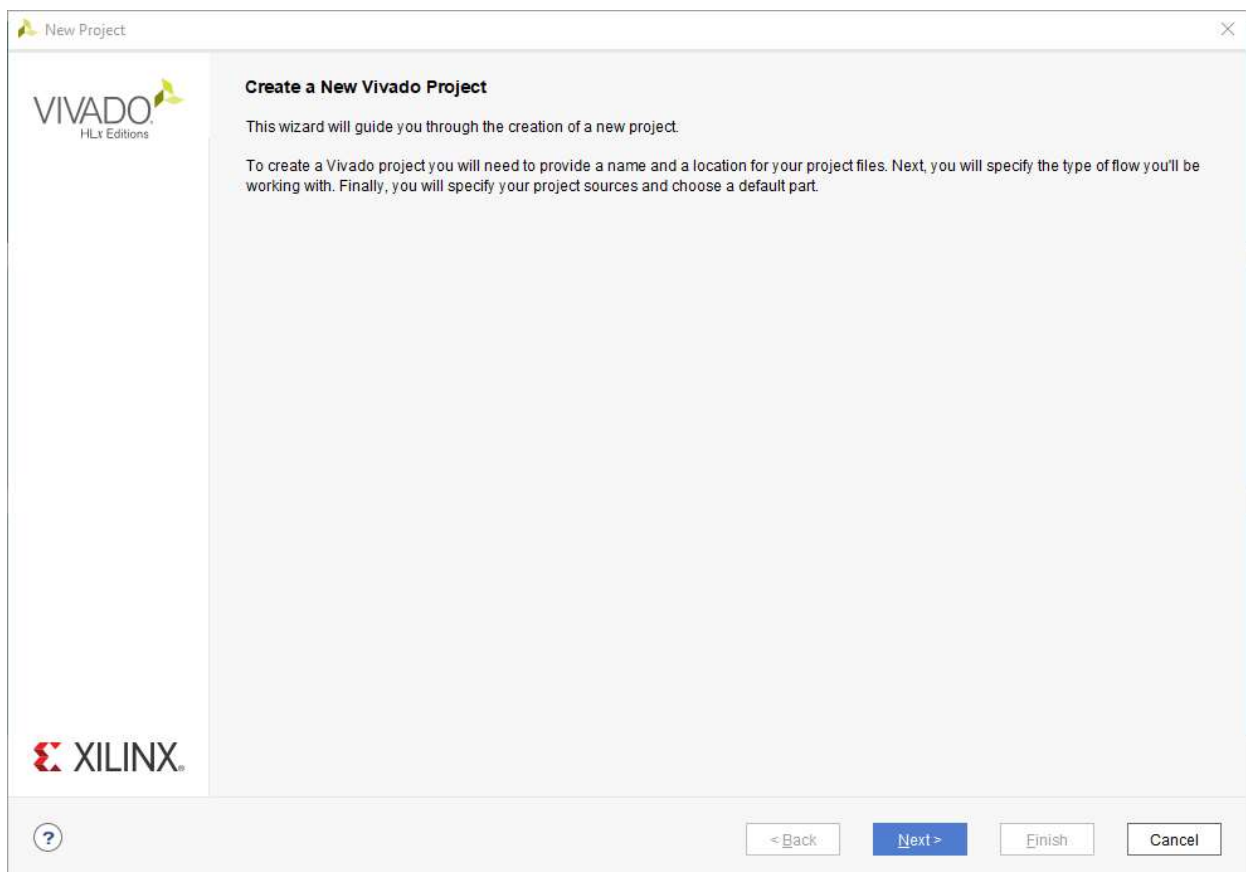 New Project
VIVADO.
HLx Editions
Create a New Vivado Project
This wizard will guide you through the creation of a new project.
To create a Vivado project you will need to provide a name and a location for your project files. Next, you will specify the type of flow you'll be
working with. Finally, you will specify your project sources and choose a default part.
XILINX®
?
< Back
Next >
Finish
Cancel